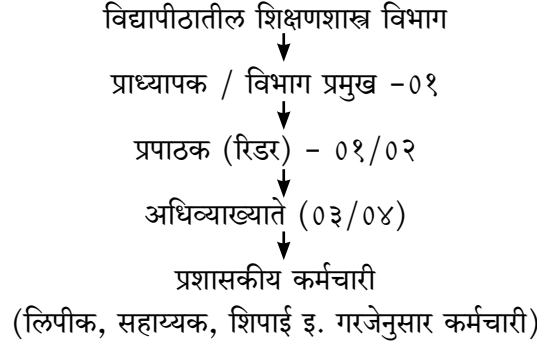 विद्यापीठातील शिक्षणशास्त्र विभाग
प्राध्यापक / विभाग प्रमुख -०१
प्रपाठक (रिडर) - ०१/०२
अधिव्याख्याते (०३/०४)
प्रशासकीय कर्मचारी
(लिपीक, सहाय्यक, शिपाई इ. गरजेनुसार कर्मचारी)